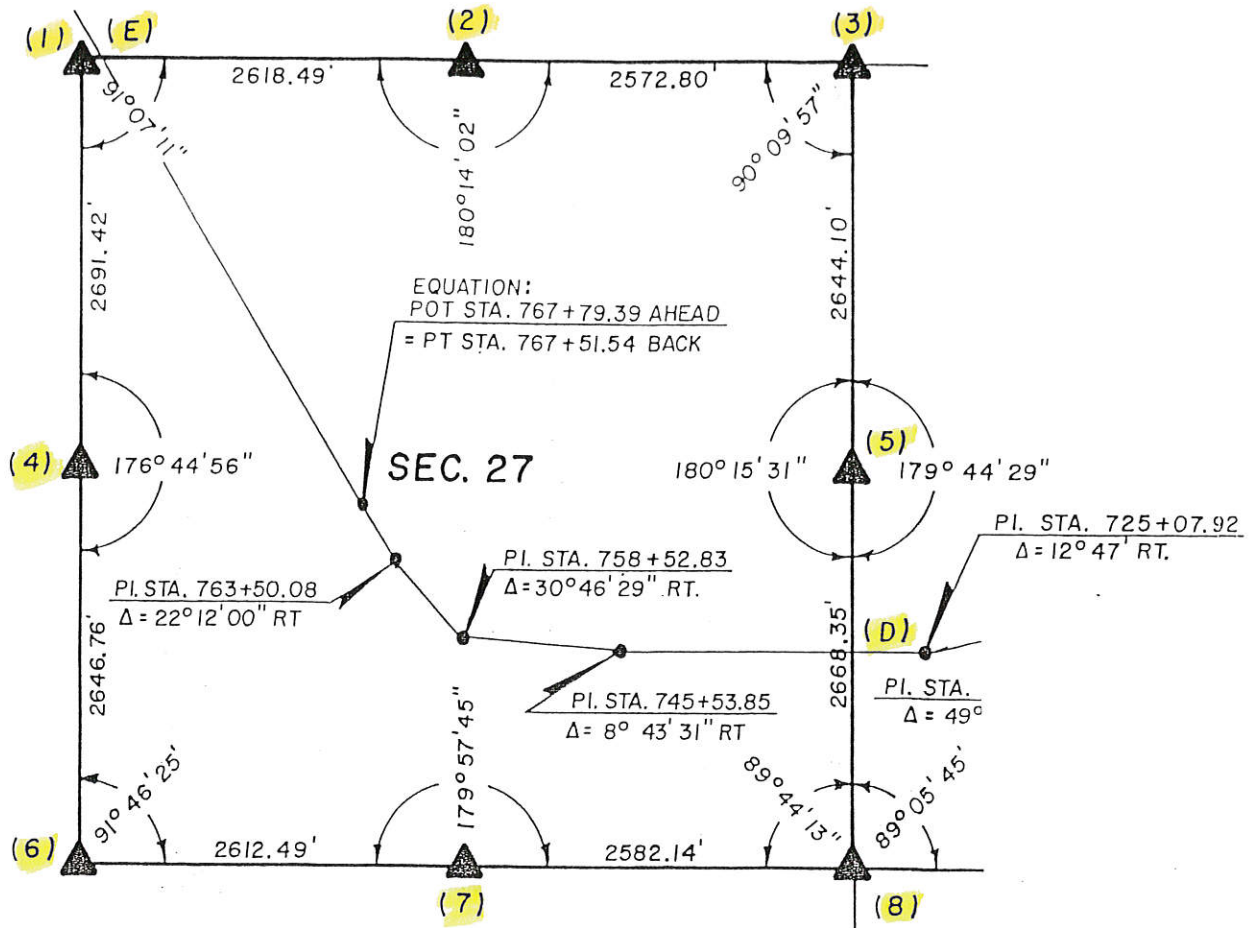 (1)
(E)
(2)
(3)
2618.49'
2572.80'
91°07'11"
180°14'02"
90°09'57"
2691.42'
2644.10'
EQUATION:
POT STA. 767+79.39 AHEAD
= PT STA. 767+51.54 BACK
(4)
176°44'56"
SEC. 27
180°15'31"
(5)
179°44'29"
PI. STA. 725+07.92
Δ=12°47' RT.
PI. STA. 763+50.08
Δ=22°12'00" RT
PI. STA. 758+52.83
Δ=30°46'29" RT.
(D)
2646.76'
2668.35'
PI. STA. 745+53.85
Δ= 8° 43'31" RT
PI. STA.
Δ= 49°
91°46'25'
179°57'45"
89°44'13"
89°05'45"
(6)
2612.49'
2582.14'
(7)
(8)